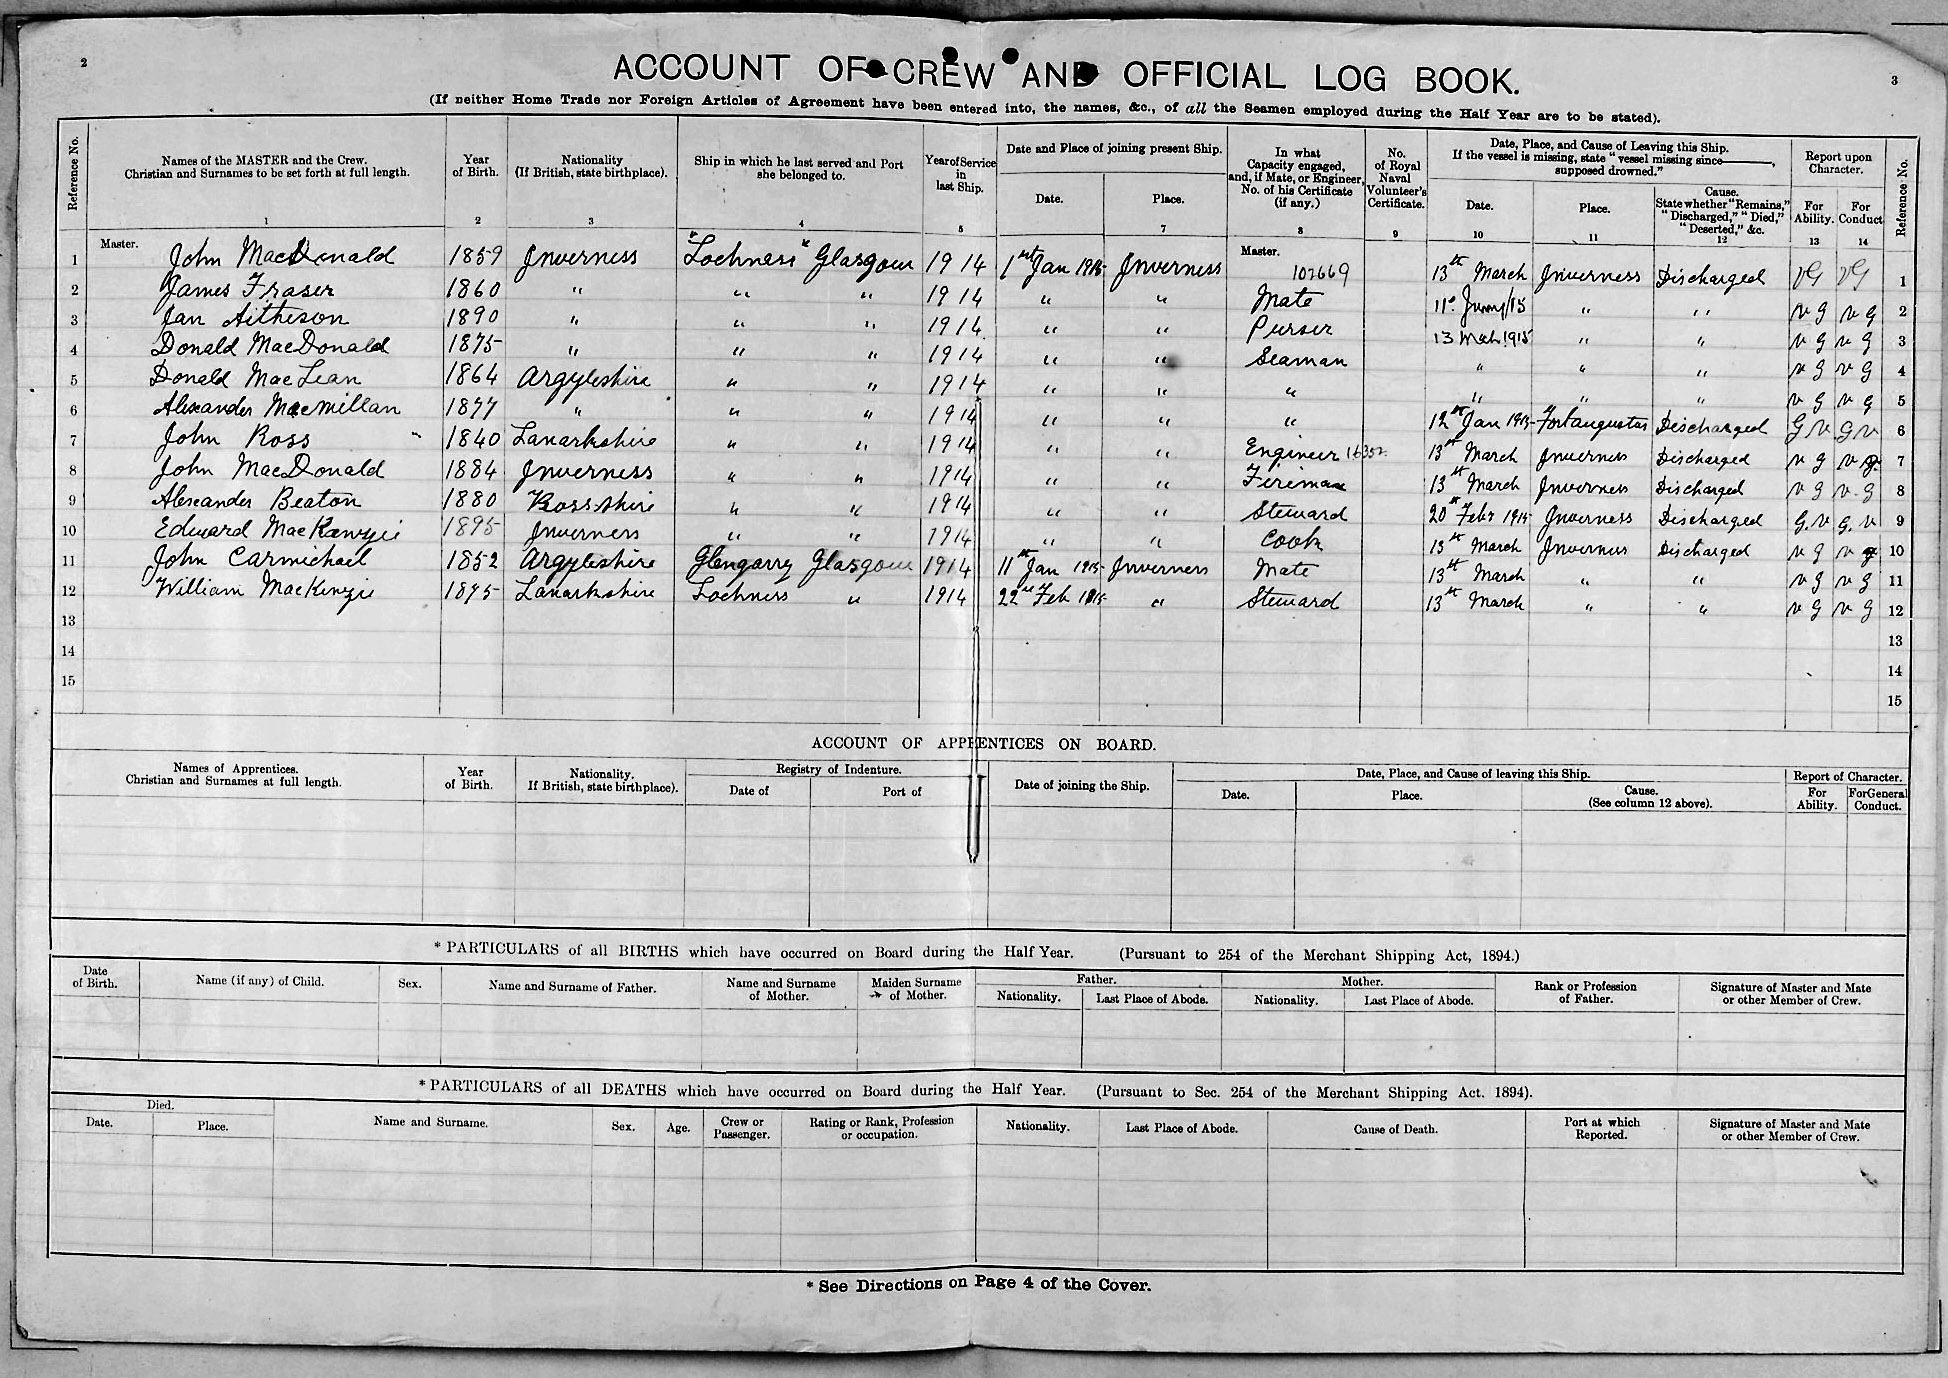 2
3
ACCOUNT OF CREW AND OFFICIAL LOG BOOK.
(If neither Home Trade nor Foreign Articles of Agreement have been entered into, the names, &c., of all the Seamen employed during the Half Year are to be stated).
Reference No.
Names of the MASTER and the Crew.
Christian and Surnames to be set forth at full length.
1
Year
of Birth.
2
Nationality
(If British, state birthplace).
3
Ship in which he last served and Port
she belonged to.
4
Year of Service
in
last Ship.
5
Date and Place of joining present Ship.
Date.
Place.
7
In what
Capacity engaged,
and, if Mate, or Engineer,
No. of his Certificate
(if any.)
8
No.
of Royal
Naval
Volunteer's
Certificate.
9
Date, Place, and Cause of Leaving this Ship.
If the vessel is missing, state "vessel missing since———,
supposed drowned."
Date.
10
Place.
11
Cause.
State whether "Remains,"
"Discharged," "Died,"
"Deserted," &c.
12
Report upon
Character.
For
Ability.
13
For
Conduct
14
Reference No.
1 Master. John MacDonald 1859 Inverness "Lochness" Glasgow 1914 1st Jan 1915 Inverness Master. 102669 13th March Inverness Discharged VG VG 1
2 James Fraser 1860 " " " 1914 " " Mate 11th / 15 " " v g v g 2
3 Ian Aitheson 1890 " " " 1914 " " Purser 13 Mch 1915 " " v g v g 3
4 Donald MacDonald 1875 " " " 1914 " " Seaman " " " v g v g 4
5 Donald MacLean 1864 Argyleshire " " 1914 " " " " " " v g v g 5
6 Alexander Macmillan 1877 " " " 1914 " " " 12th Jan 1915 Fortaugustus Discharged G v G v 6
7 John Ross 1840 Lanarkshire " " 1914 " " Engineer 16352 13th March Inverness Discharged v g v g 7
8 John MacDonald 1884 Inverness " " 1914 " " Fireman 13th March Inverness Discharged v g v g 8
9 Alexander Beaton 1880 Ross-shire " " 1914 " " Steward 20th Feby 1915 Inverness Discharged G. v G. v 9
10 Edward MacKenzie 1895 Inverness " " 1914 " " Cook 13th March Inverness Discharged v g v g 10
11 John Carmichael 1852 Argyleshire Glengarry Glasgow 1914 11th Jan 1915 Inverness Mate 13th March " " v g v g 11
12 William MacKenzie 1875 Lanarkshire Lochness " 1914 22nd Feb 1915 " Steward 13th March " " v g v g 12
13 13
14 14
15 15
ACCOUNT OF APPRENTICES ON BOARD.
Names of Apprentices.
Christian and Surnames at full length.
Year
of Birth.
Nationality.
If British, state birthplace).
Registry of Indenture.
Date of
Port of
Date of joining the Ship.
Date, Place, and Cause of leaving this Ship.
Date.
Place.
Cause.
(See column 12 above).
Report of Character.
For
Ability.
For General
Conduct.
* PARTICULARS of all BIRTHS which have occurred on Board during the Half Year. (Pursuant to 254 of the Merchant Shipping Act, 1894.)
Date
of Birth.
Name (if any) of Child.
Sex.
Name and Surname of Father.
Name and Surname
of Mother.
Maiden Surname
of Mother.
Father.
Nationality.
Last Place of Abode.
Mother.
Nationality.
Last Place of Abode.
Rank or Profession
of Father.
Signature of Master and Mate
or other Member of Crew.
* PARTICULARS of all DEATHS which have occurred on Board during the Half Year. (Pursuant to Sec. 254 of the Merchant Shipping Act. 1894).
Died.
Date.
Place.
Name and Surname.
Sex.
Age.
Crew or
Passenger.
Rating or Rank, Profession
or occupation.
Nationality.
Last Place of Abode.
Cause of Death.
Port at which
Reported.
Signature of Master and Mate
or other Member of Crew.
* See Directions on Page 4 of the Cover.